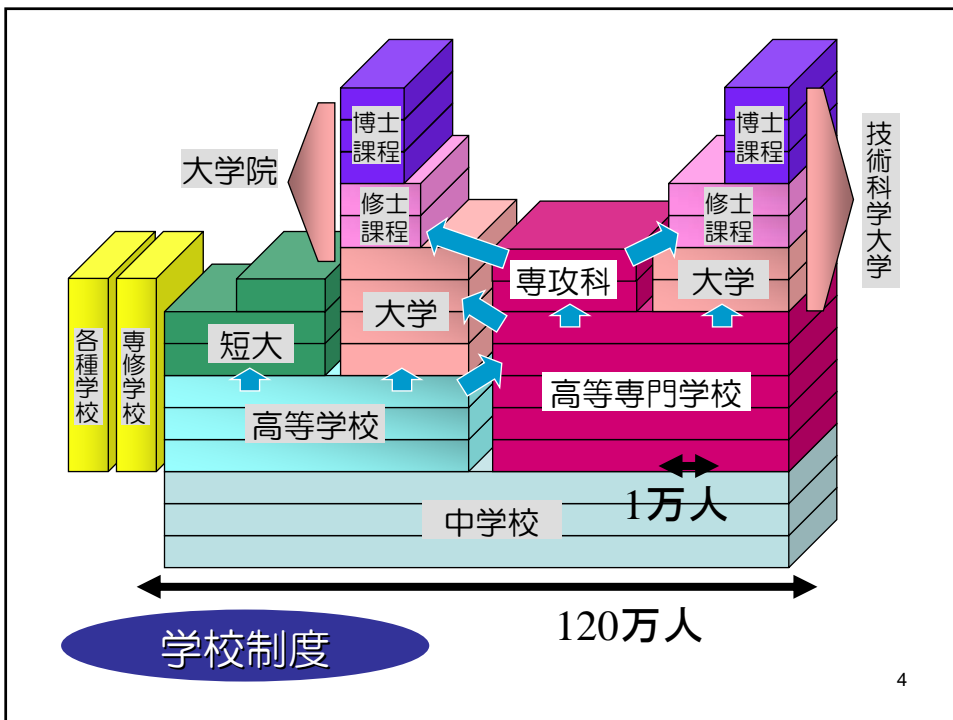 博士
課程
博士
課程
技術科学大学
大学院
修士
課程
修士
課程
専攻科
大学
大学
短大
各種学校
専修学校
高等学校
高等専門学校
1万人
中学校
120万人
学校制度
4